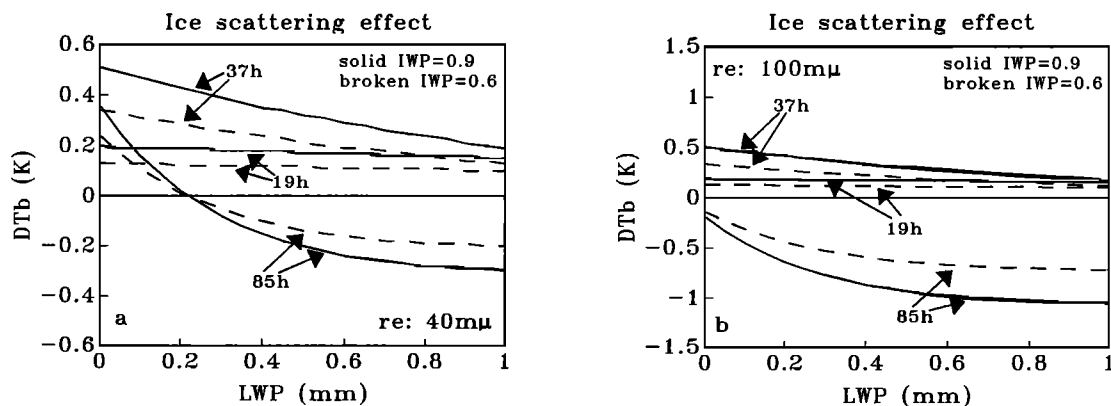 Ice scattering effect
0.6
0.4
0.2
0
−0.2
−0.4
−0.6
DTb (K)
solid IWP=0.9
broken IWP=0.6
37h
19h
85h
a
re: 40mμ
0
0.2
0.4
0.6
0.8
1
LWP (mm)
Ice scattering effect
1.5
1
0.5
0
−0.5
−1
−1.5
DTb (K)
re: 100mμ
solid IWP=0.9
broken IWP=0.6
37h
19h
85h
b
0
0.2
0.4
0.6
0.8
1
LWP (mm)